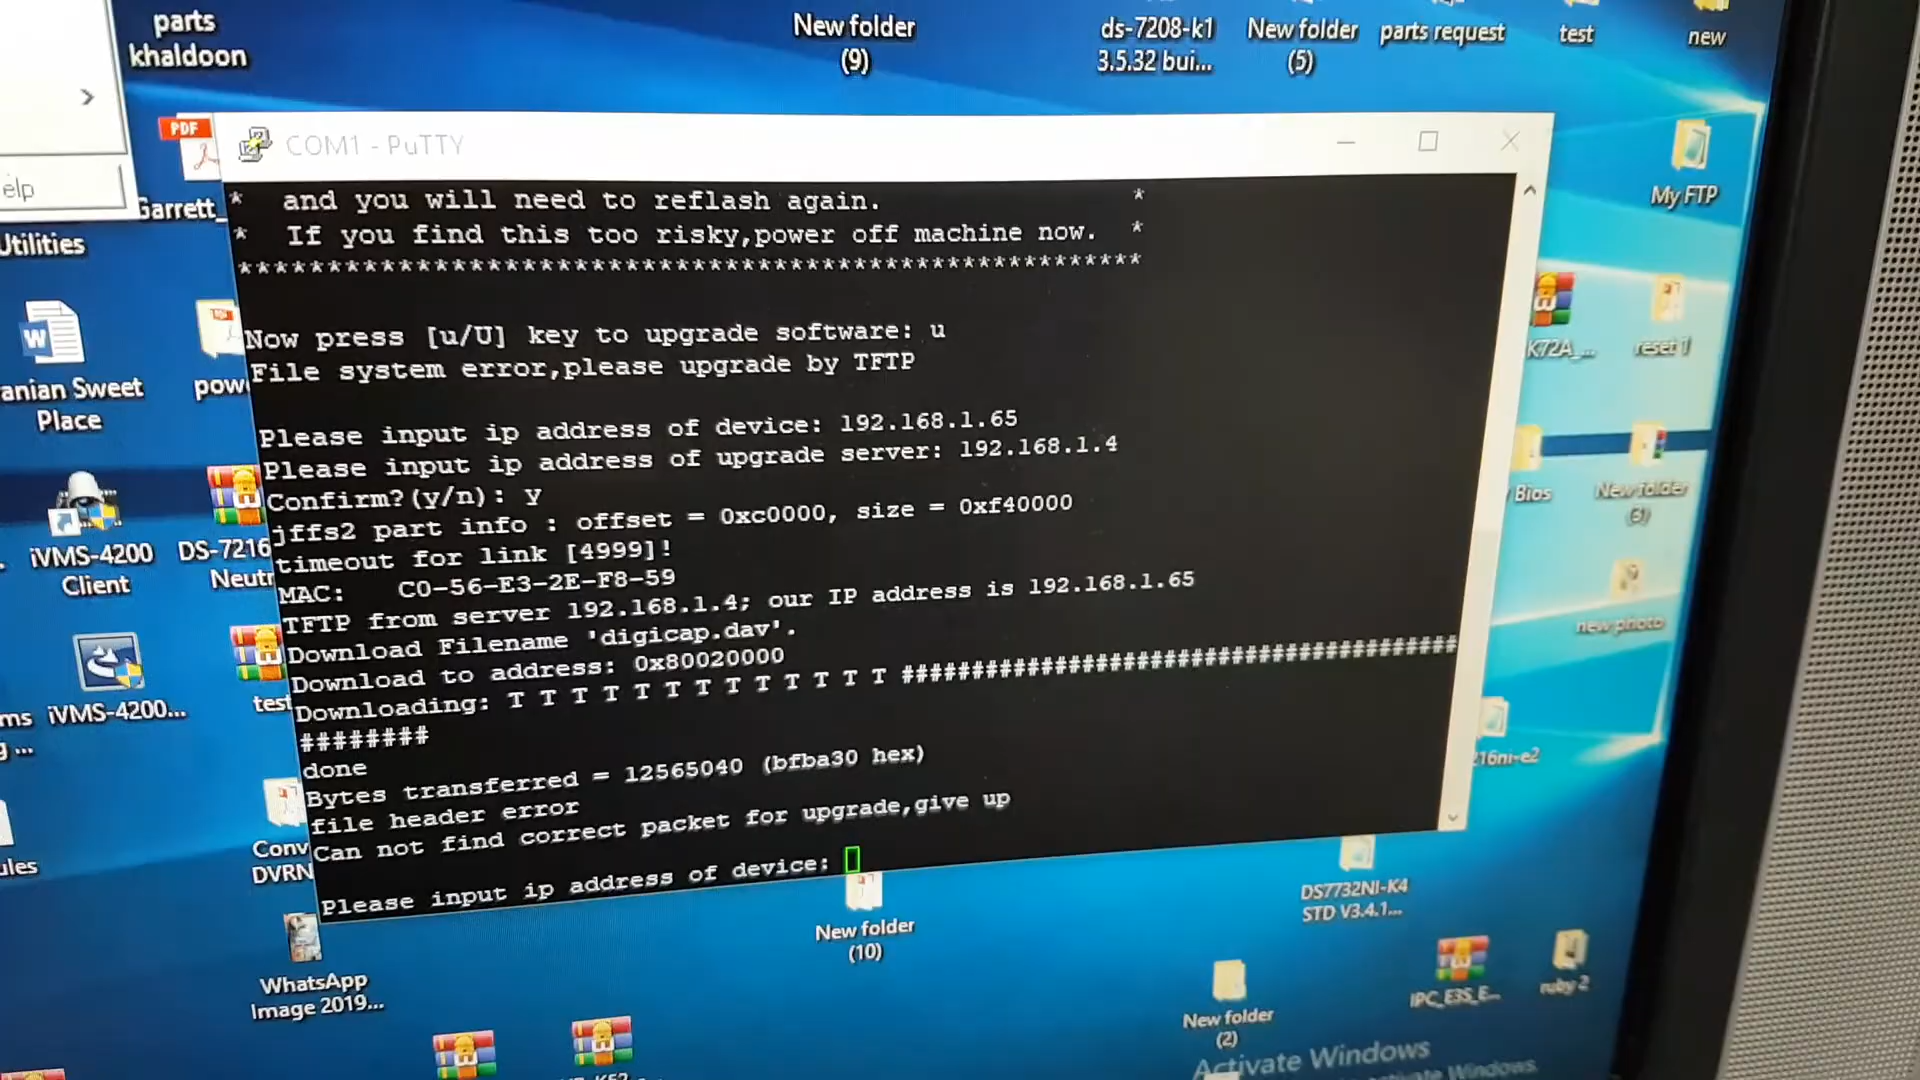 parts
khaldoon
New folder
(9)
ds-7208-k1
3.5.32 bui...
New folder
(5)
parts request
test
new
PDF
elp
Garrett_
Utilities
COM1 - PuTTY
My FTP
* and you will need to reflash again. *
* If you find this too risky,power off machine now. *
**************************************************
Now press [u/U] key to upgrade software: u
File system error,please upgrade by TFTP
Please input ip address of device: 192.168.1.65
Please input ip address of upgrade server: 192.168.1.4
Confirm?(y/n): y
jffs2 part info : offset = 0xc0000, size = 0xf40000
timeout for link [4999]!
MAC: C0-56-E3-2E-F8-59
TFTP from server 192.168.1.4; our IP address is 192.168.1.65
Download Filename 'digicap.dav'.
Download to address: 0x80020000
Downloading: T T T T T T T T T T T T T ########################################
########
done
Bytes transferred = 12565040 (bfba30 hex)
file header error
Can not find correct packet for upgrade,give up
Please input ip address of device:
K72A_...
reset 1
anian Sweet
Place
pow
Bios
New folder
(3)
iVMS-4200
Client
DS-7216
Neutr
new photo
ms
iVMS-4200...
test
216ni-e2
Conv
DVRN
ules
New folder
(10)
DS7732NI-K4
STD V3.4.1...
WhatsApp
Image 2019...
IPC_E3S_E...
ruby 2
New folder
(2)
Activate Windows